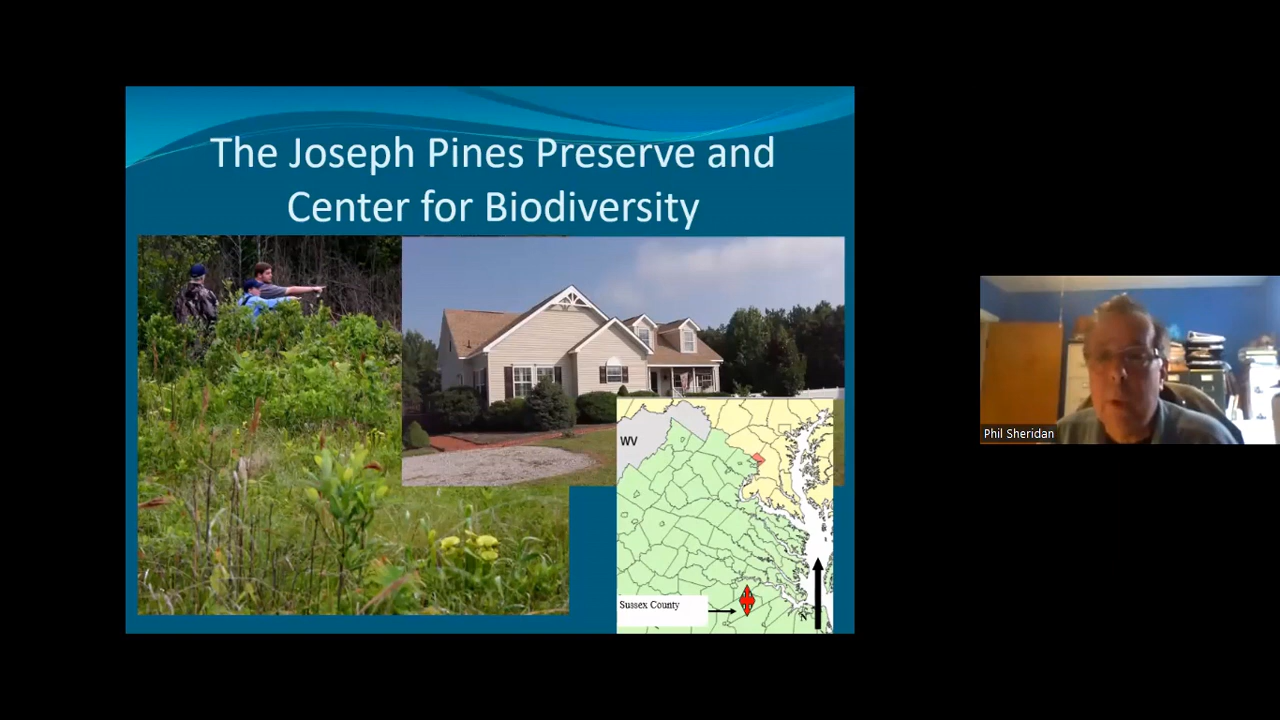 The Joseph Pines Preserve and
Center for Biodiversity
WV
Sussex County
N
Phil Sheridan